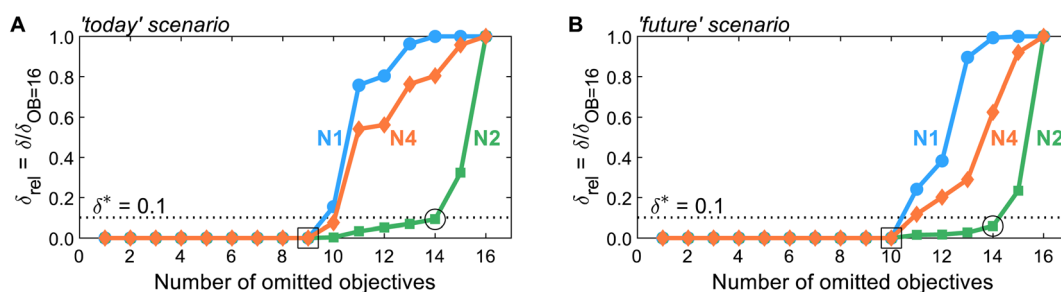 A 'today' scenario
δrel = δ/δOB=16
1.0
0.8
0.6
0.4
0.2
0.0
N1
N4
N2
δ* = 0.1
0 2 4 6 8 10 12 14 16
Number of omitted objectives
B 'future' scenario
δrel = δ/δOB=16
1.0
0.8
0.6
0.4
0.2
0.0
N1
N4
N2
δ* = 0.1
0 2 4 6 8 10 12 14 16
Number of omitted objectives